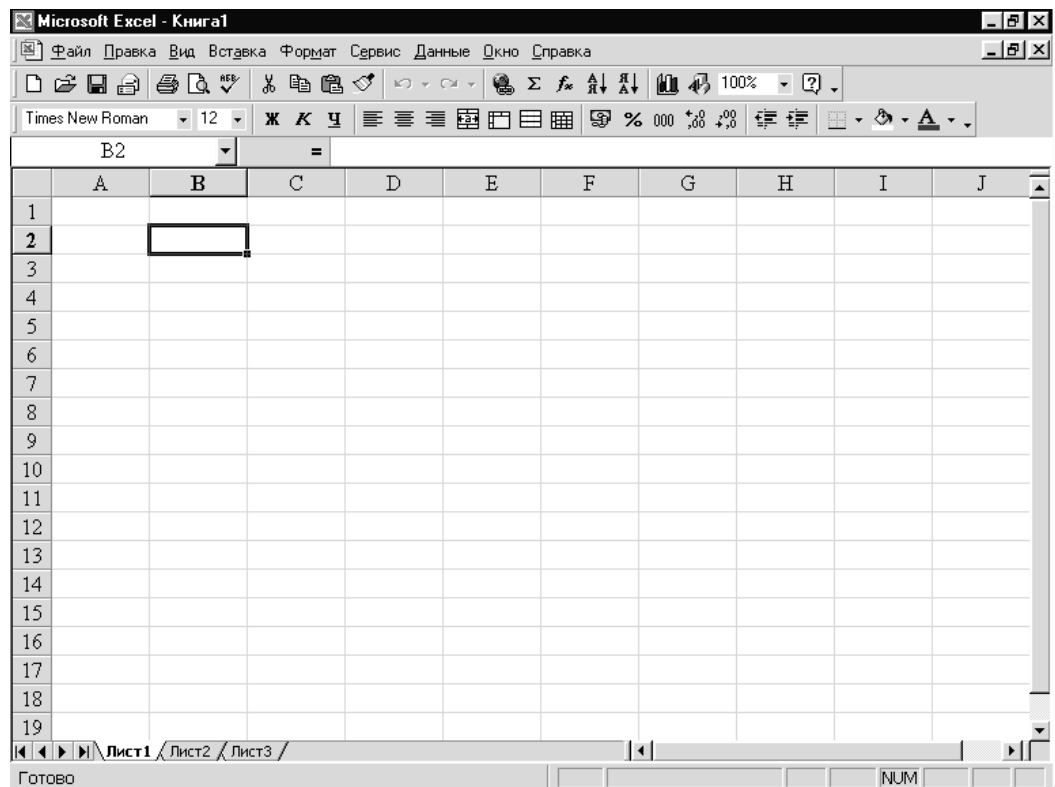 Microsoft Excel - Книга1
Файл Правка Вид Вставка Формат Сервис Данные Окно Справка
100%
Times New Roman 12 Ж К Ч % 000
B2 =
A B C D E F G H I J
1
2
3
4
5
6
7
8
9
10
11
12
13
14
15
16
17
18
19
Лист1 Лист2 Лист3
Готово NUM